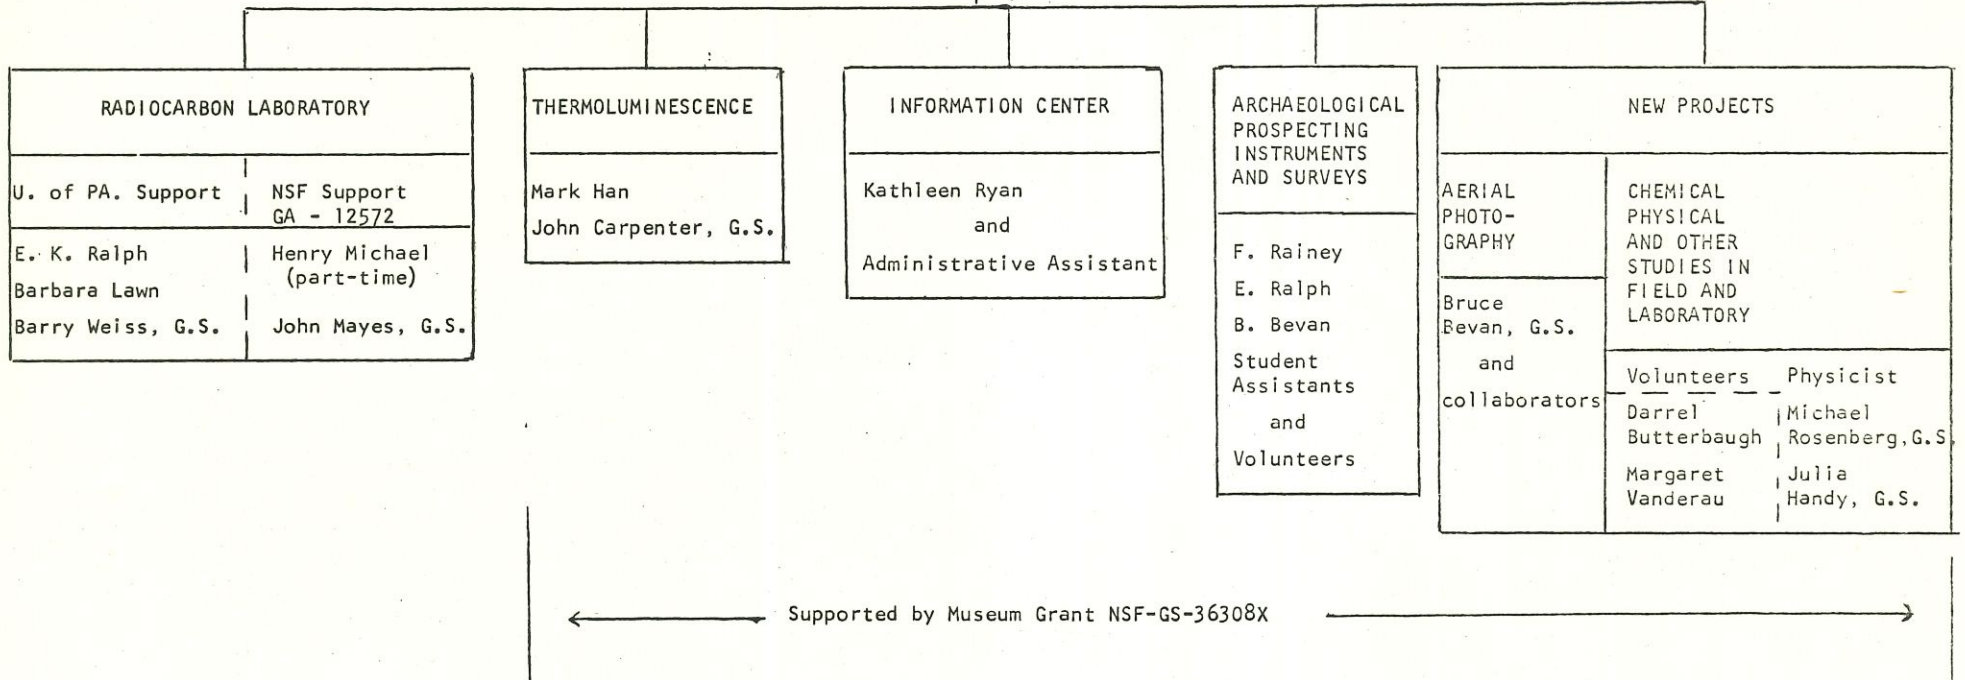 RADIOCARBON LABORATORY
U. of PA. Support
NSF Support
GA - 12572
E. K. Ralph
Barbara Lawn
Barry Weiss, G.S.
Henry Michael
(part-time)
John Mayes, G.S.
THERMOLUMINESCENCE
Mark Han
John Carpenter, G.S.
INFORMATION CENTER
Kathleen Ryan
and
Administrative Assistant
ARCHAEOLOGICAL
PROSPECTING
INSTRUMENTS
AND SURVEYS
F. Rainey
E. Ralph
B. Bevan
Student
Assistants
and
Volunteers
NEW PROJECTS
AERIAL
PHOTO-
GRAPHY
Bruce
Bevan, G.S.
and
collaborators
CHEMICAL
PHYSICAL
AND OTHER
STUDIES IN
FIELD AND
LABORATORY
Volunteers
Darrel
Butterbaugh
Margaret
Vanderau
Physicist
Michael
Rosenberg,G.S.
Julia
Handy, G.S.
Supported by Museum Grant NSF-GS-36308X